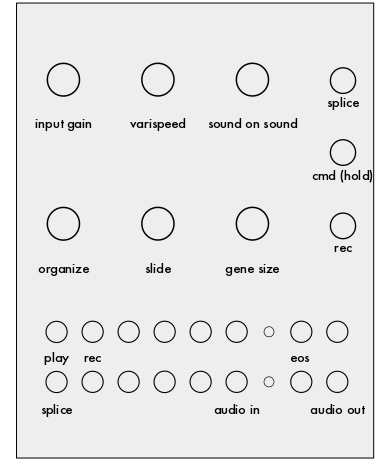 splice
input gain varispeed sound on sound
cmd (hold)
rec
organize slide gene size
play rec eos
splice audio in audio out